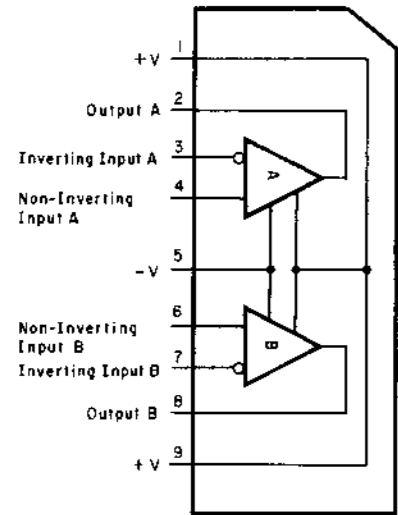 1
+V
2
Output A
3
Inverting Input A
4
Non-Inverting
Input A
A
5
-V
6
Non-Inverting
Input B
7
Inverting Input B
B
8
Output B
9
+V